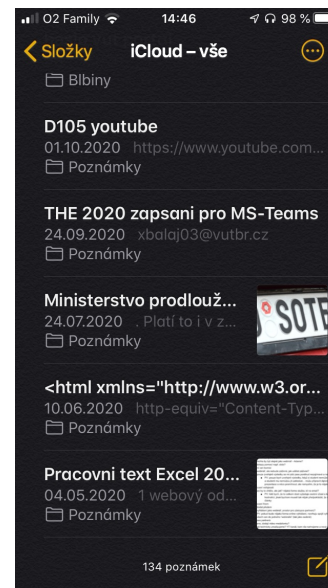 O2 Family 14:46 98 %
Složky iCloud – vše
Blbiny
D105 youtube
01.10.2020 https://www.youtube.com...
Poznámky
THE 2020 zapsani pro MS-Teams
24.09.2020 xbalaj03@vutbr.cz
Poznámky
Ministerstvo prodlouž...
24.07.2020 . Platí to i v z...
Poznámky
SOTE
<html xmlns="http://www.w3.or...
10.06.2020 http-equiv="Content-Typ...
Poznámky
Pracovni text Excel 20...
04.05.2020 1 webový od...
Poznámky
134 poznámek